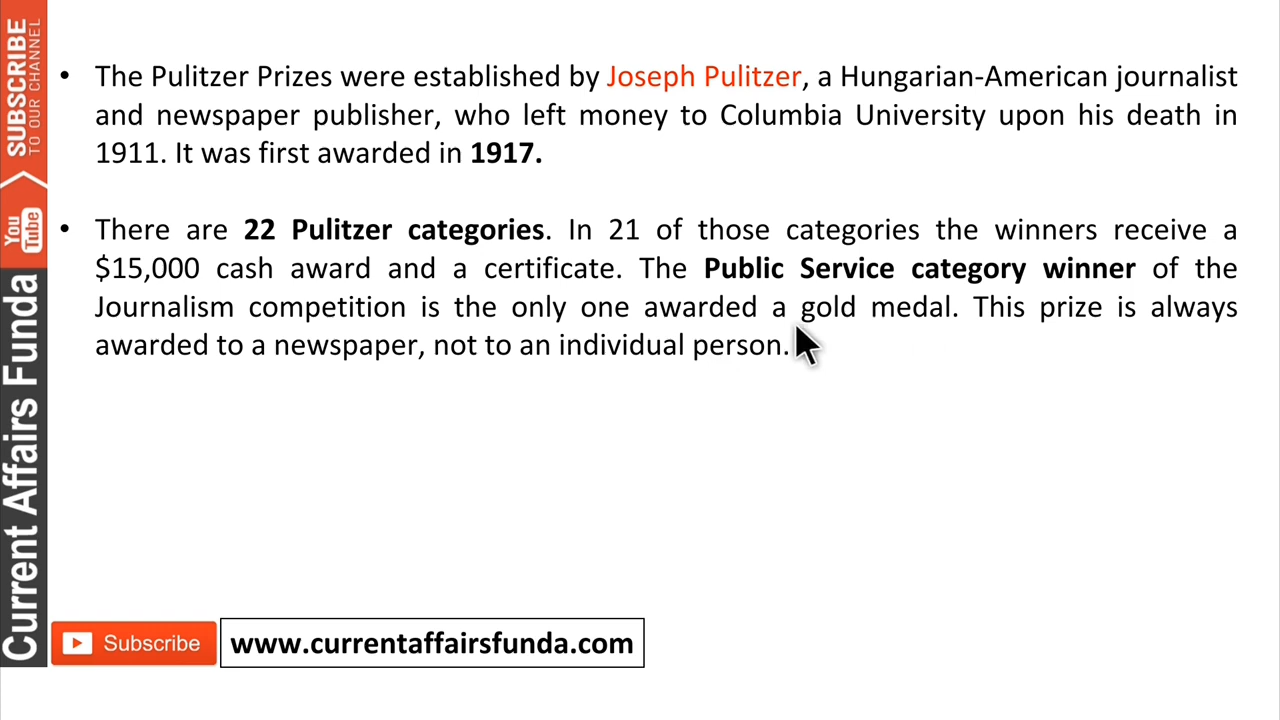 • The Pulitzer Prizes were established by Joseph Pulitzer, a Hungarian-American journalist
and newspaper publisher, who left money to Columbia University upon his death in
1911. It was first awarded in 1917.
• There are 22 Pulitzer categories. In 21 of those categories the winners receive a
$15,000 cash award and a certificate. The Public Service category winner of the
Journalism competition is the only one awarded a gold medal. This prize is always
awarded to a newspaper, not to an individual person.
SUBSCRIBE
TO OUR CHANNEL
You
Tube
Current Affairs Funda
Subscribe
www.currentaffairsfunda.com